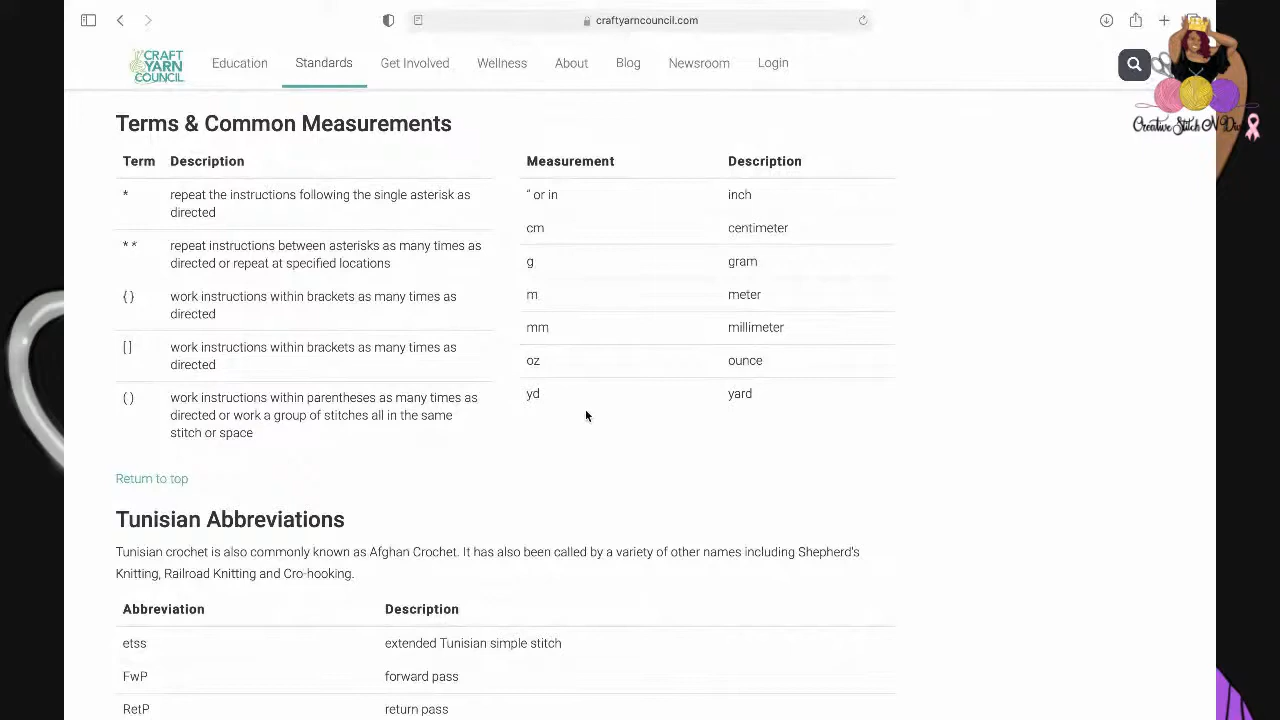 craftyarncouncil.com
CRAFT
YARN
COUNCIL
Education Standards Get Involved Wellness About Blog Newsroom Login
Terms & Common Measurements
Term Description
* repeat the instructions following the single asterisk as
directed
* * repeat instructions between asterisks as many times as
directed or repeat at specified locations
{ } work instructions within brackets as many times as
directed
[ ] work instructions within brackets as many times as
directed
( ) work instructions within parentheses as many times as
directed or work a group of stitches all in the same
stitch or space
Measurement Description
" or in inch
cm centimeter
g gram
m meter
mm millimeter
oz ounce
yd yard
Return to top
Tunisian Abbreviations
Tunisian crochet is also commonly known as Afghan Crochet. It has also been called by a variety of other names including Shepherd's
Knitting, Railroad Knitting and Cro-hooking.
Abbreviation Description
etss extended Tunisian simple stitch
FwP forward pass
RetP return pass
Creative Stitch N Diva